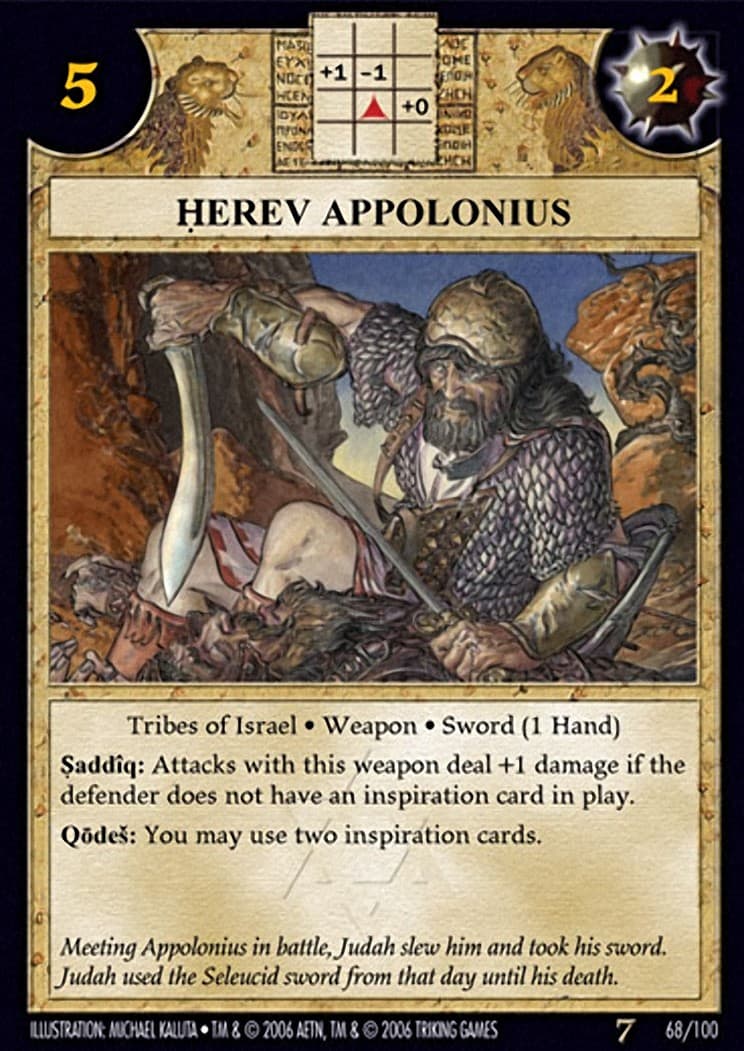 5
+1 -1
+0
2
ḤEREV APPOLONIUS
Tribes of Israel • Weapon • Sword (1 Hand)
Ṣaddîq: Attacks with this weapon deal +1 damage if the
defender does not have an inspiration card in play.
Qōdeš: You may use two inspiration cards.
Meeting Appolonius in battle, Judah slew him and took his sword.
Judah used the Seleucid sword from that day until his death.
ILLUSTRATION: MICHAEL KALUTA • TM & © 2006 AETN, TM & © 2006 TRIKING GAMES 7 68/100